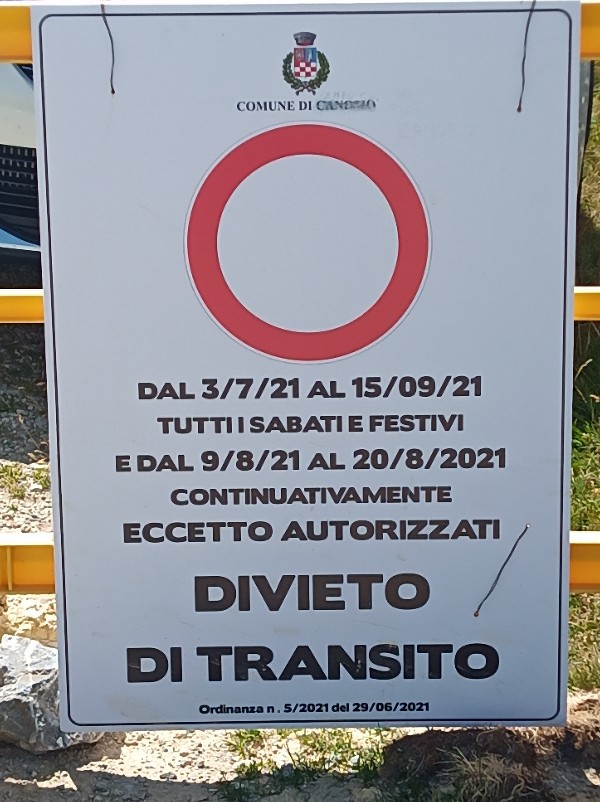 COMUNE DI
DAL 3/7/21 AL 15/09/21
TUTTI I SABATI E FESTIVI
E DAL 9/8/21 AL 20/8/2021
CONTINUATIVAMENTE
ECCETTO AUTORIZZATI
DIVIETO
DI TRANSITO
Ordinanza n . 5/2021 del 29/06/2021